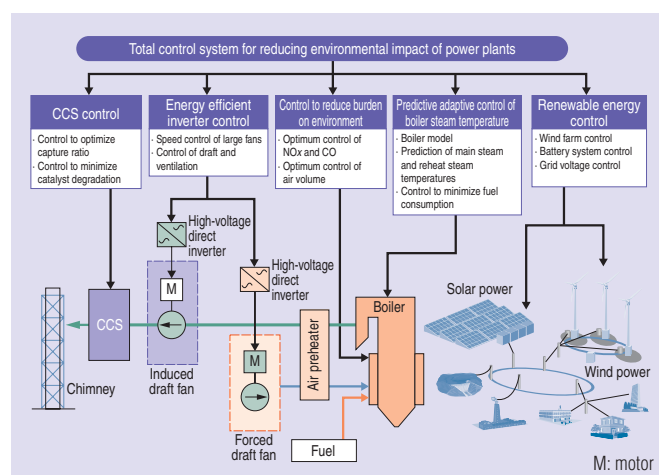 Total control system for reducing environmental impact of power plants
CCS control
· Control to optimize
capture ratio
· Control to minimize
catalyst degradation
Energy efficient
inverter control
· Speed control of large fans
· Control of draft and
ventilation
Control to reduce burden
on environment
· Optimum control of
NOx and CO
· Optimum control of
air volume
Predictive adaptive control of
boiler steam temperature
· Boiler model
· Prediction of main steam
and reheat steam
temperatures
· Control to minimize fuel
consumption
Renewable energy
control
· Wind farm control
· Battery system control
· Grid voltage control
High-voltage
direct
inverter
High-voltage
direct
inverter
M
CCS
Chimney
Induced
draft fan
M
Forced
draft fan
Air preheater
Boiler
Fuel
Solar power
Wind power
M: motor